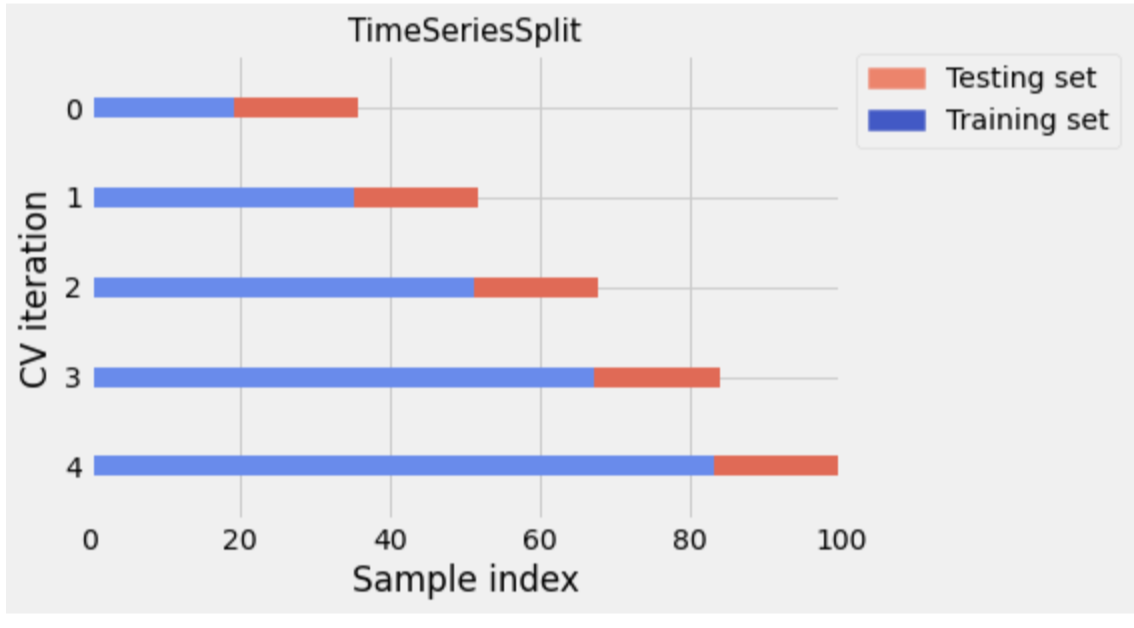 TimeSeriesSplit
Testing set
Training set
CV iteration
0
1
2
3
4
0 20 40 60 80 100
Sample index